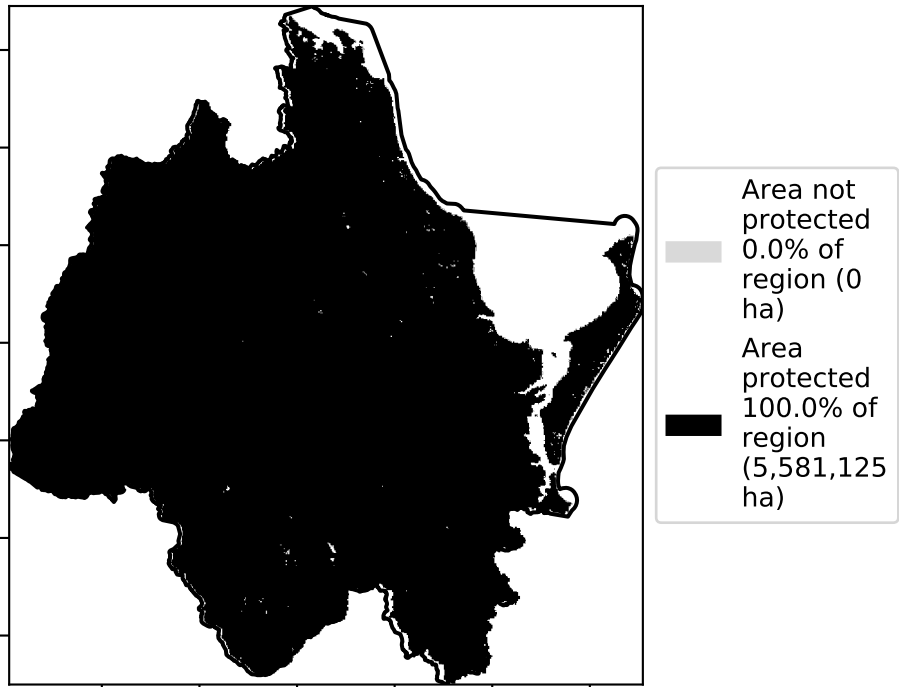 Area not
protected
0.0% of
region (0
ha)
Area
protected
100.0% of
region
(5,581,125
ha)